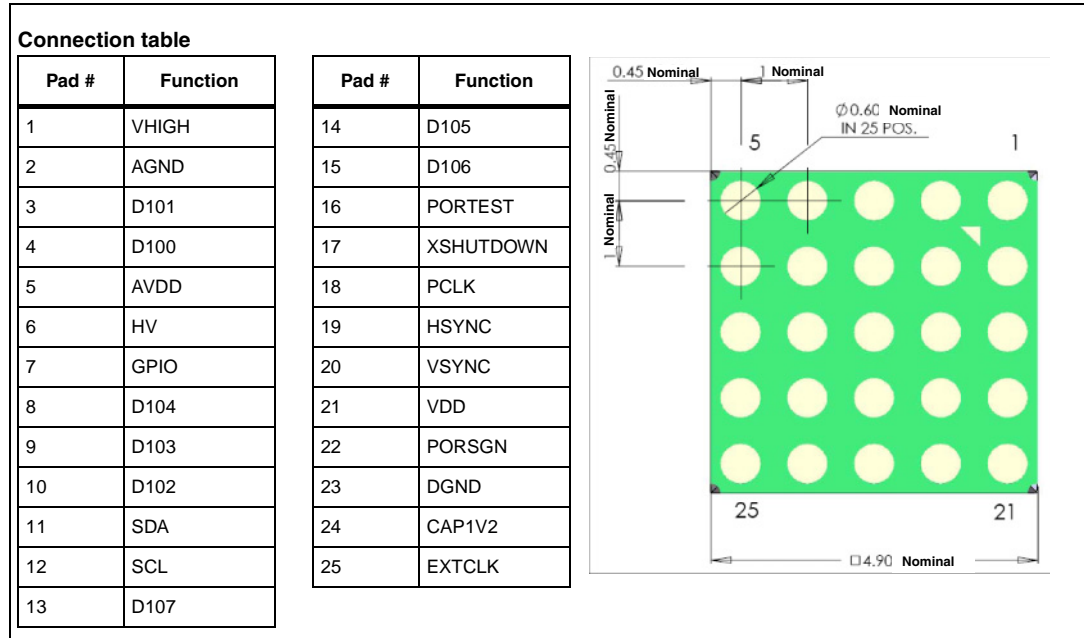 Connection table
Pad # Function
1 VHIGH
2 AGND
3 D101
4 D100
5 AVDD
6 HV
7 GPIO
8 D104
9 D103
10 D102
11 SDA
12 SCL
13 D107
Pad # Function
14 D105
15 D106
16 PORTEST
17 XSHUTDOWN
18 PCLK
19 HSYNC
20 VSYNC
21 VDD
22 PORSGN
23 DGND
24 CAP1V2
25 EXTCLK
0.45 Nominal
1 Nominal
0.45 Nominal
1 Nominal
Ø0.60 Nominal
IN 25 POS.
5
1
25
21
□4.90 Nominal